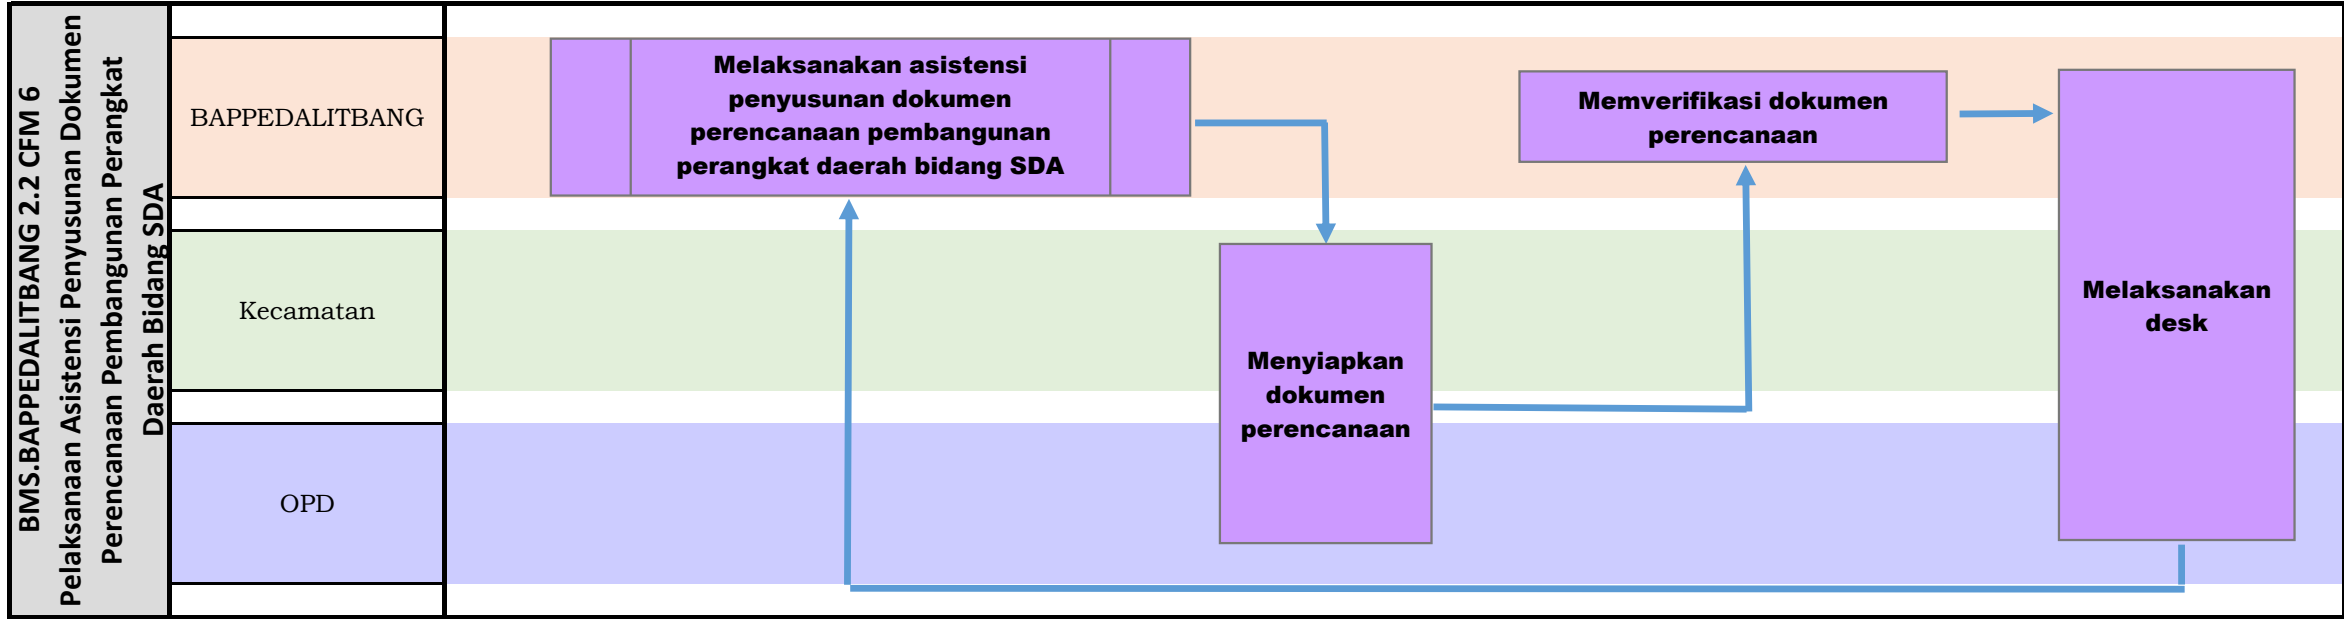 BMS.BAPPEDALITBANG 2.2 CFM 6
Pelaksanaan Asistensi Penyusunan Dokumen
Perencanaan Pembangunan Perangkat
Daerah Bidang SDA
BAPPEDALITBANG
Melaksanakan asistensi
penyusunan dokumen
perencanaan pembangunan
perangkat daerah bidang SDA
Memverifikasi dokumen
perencanaan
Kecamatan
Menyiapkan
dokumen
perencanaan
Melaksanakan
desk
OPD